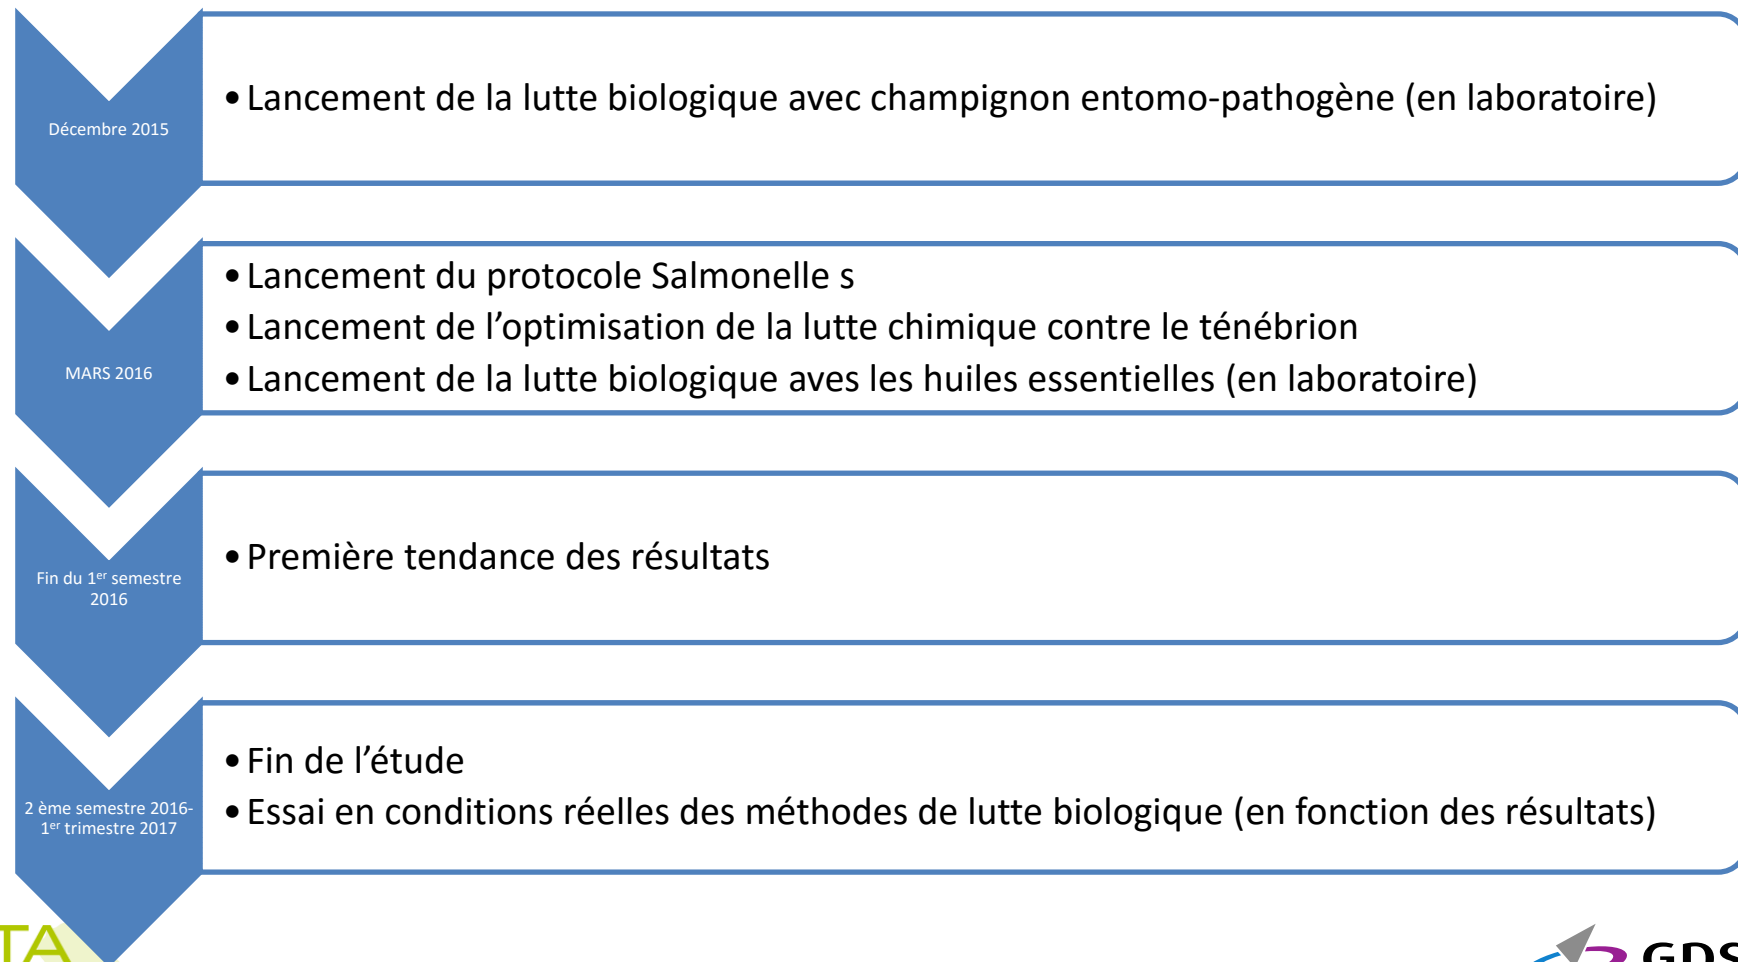 Décembre 2015
• Lancement de la lutte biologique avec champignon entomo-pathogène (en laboratoire)
MARS 2016
• Lancement du protocole Salmonelle s
• Lancement de l’optimisation de la lutte chimique contre le ténébrion
• Lancement de la lutte biologique aves les huiles essentielles (en laboratoire)
Fin du 1er semestre
2016
• Première tendance des résultats
2 ème semestre 2016-
1er trimestre 2017
• Fin de l’étude
• Essai en conditions réelles des méthodes de lutte biologique (en fonction des résultats)
TA
GDS